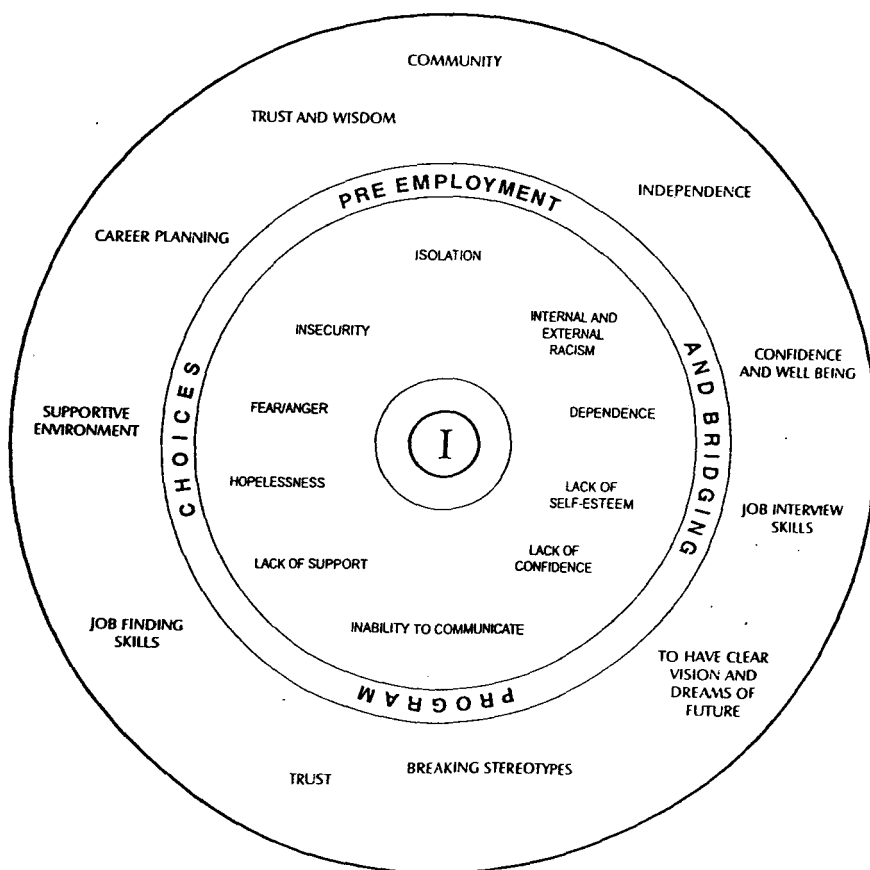 COMMUNITY
TRUST AND WISDOM
INDEPENDENCE
CAREER PLANNING
CONFIDENCE
AND WELL BEING
SUPPORTIVE
ENVIRONMENT
JOB INTERVIEW
SKILLS
JOB FINDING
SKILLS
TO HAVE CLEAR
VISION AND
DREAMS OF
FUTURE
TRUST
BREAKING STEREOTYPES
CHOICES
PRE EMPLOYMENT
AND BRIDGING
PROGRAM
ISOLATION
INSECURITY
INTERNAL AND
EXTERNAL
RACISM
FEAR/ANGER
DEPENDENCE
HOPELESSNESS
LACK OF
SELF-ESTEEM
LACK OF SUPPORT
LACK OF
CONFIDENCE
INABILITY TO COMMUNICATE
I